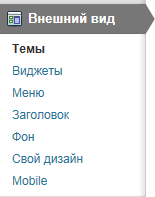 Внешний вид
Темы
Виджеты
Меню
Заголовок
Фон
Свой дизайн
Mobile